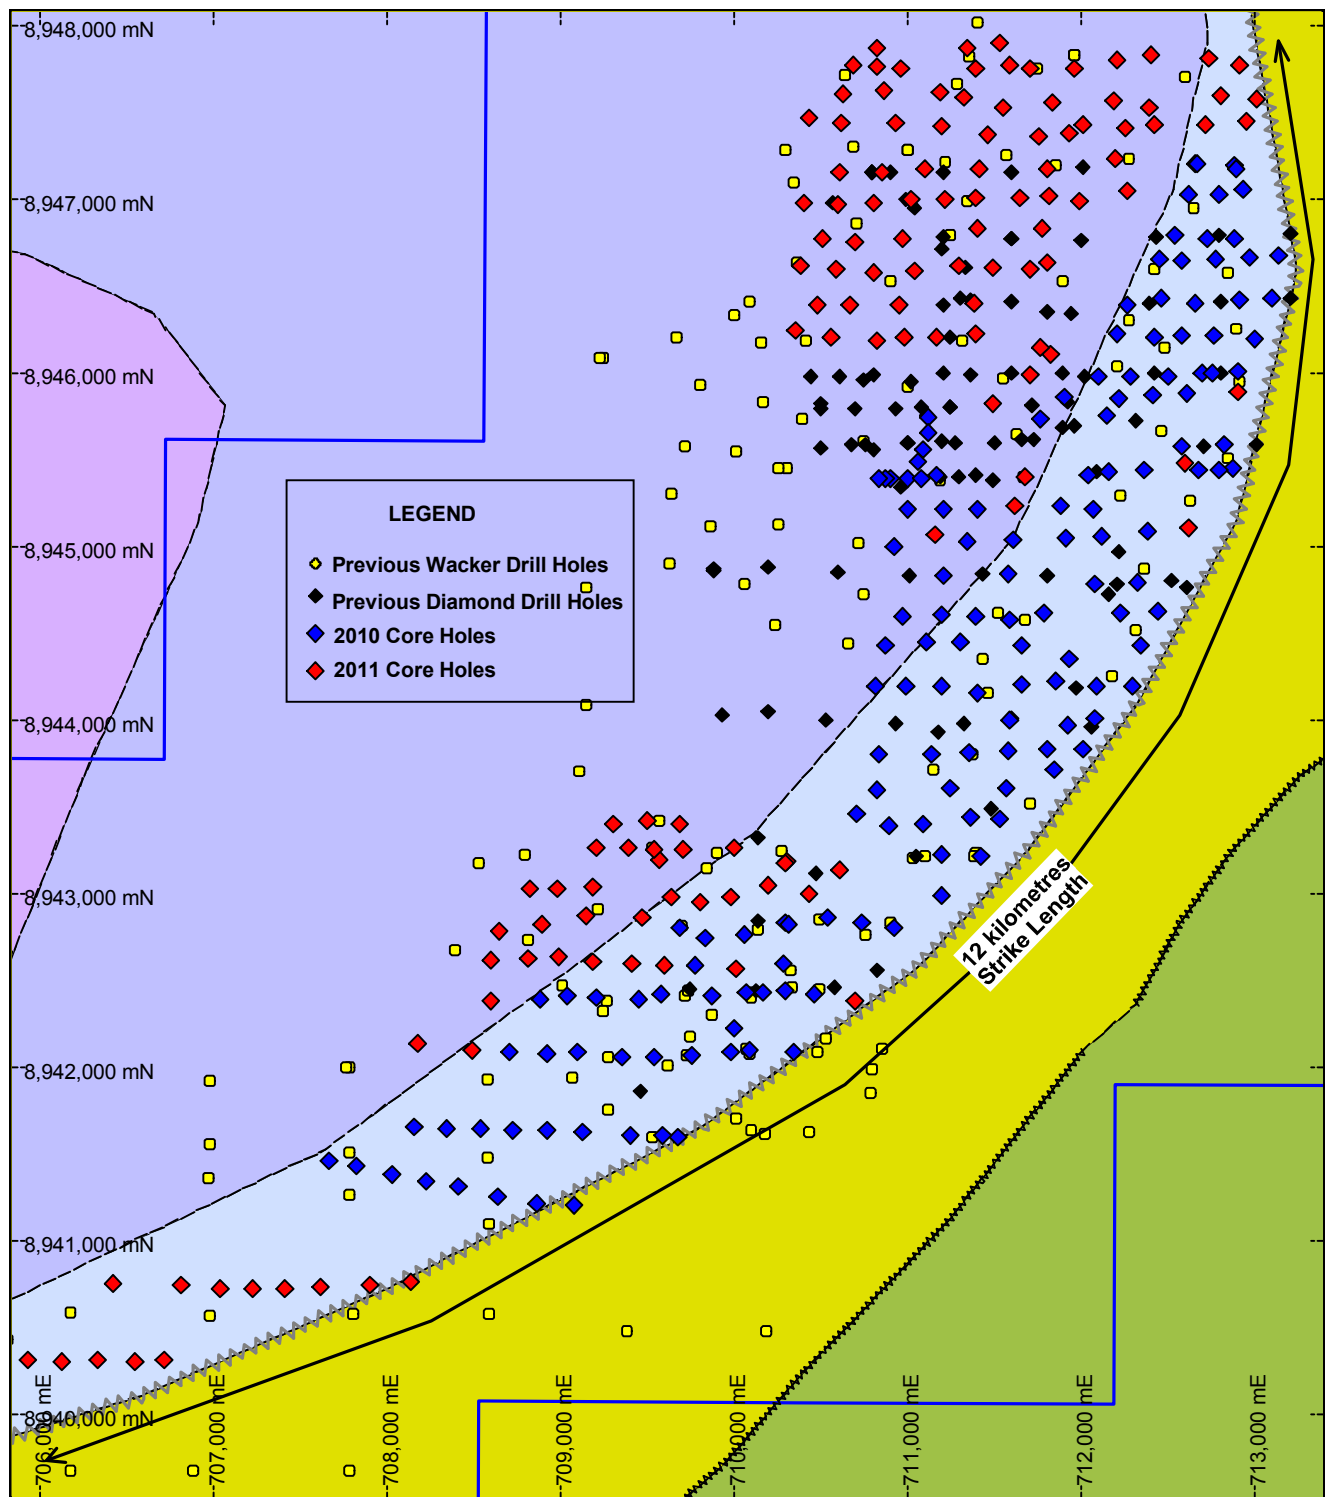 8,948,000 mN
8,947,000 mN
8,946,000 mN
LEGEND
Previous Wacker Drill Holes
Previous Diamond Drill Holes
2010 Core Holes
2011 Core Holes
8,945,000 mN
8,944,000 mN
8,943,000 mN
12 kilometres
Strike Length
8,942,000 mN
8,941,000 mN
8,940,000 mN
706,000 mE
707,000 mE
708,000 mE
709,000 mE
710,000 mE
711,000 mE
712,000 mE
713,000 mE